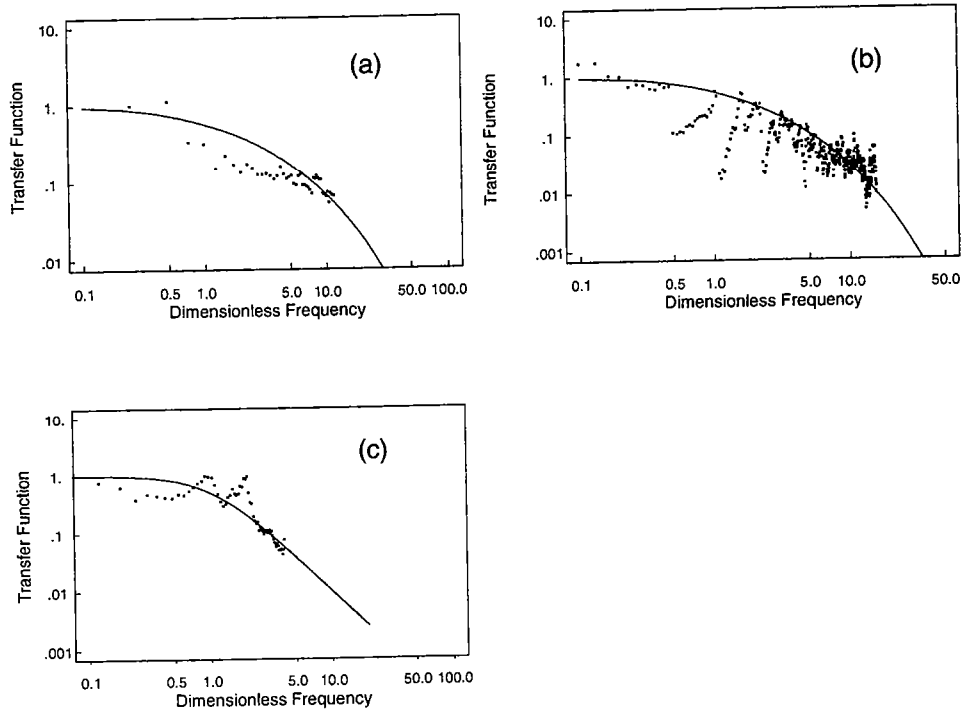 (a)
Transfer Function
10.
1.
0.1
.01
0.1 0.5 1.0 5.0 10.0 50.0 100.0
Dimensionless Frequency
(b)
Transfer Function
10.
1.
.1
.01
.001
0.1 0.5 1.0 5.0 10.0 50.0
Dimensionless Frequency
(c)
Transfer Function
10.
1.
.1
.01
.001
0.1 0.5 1.0 5.0 10.0 50.0 100.0
Dimensionless Frequency